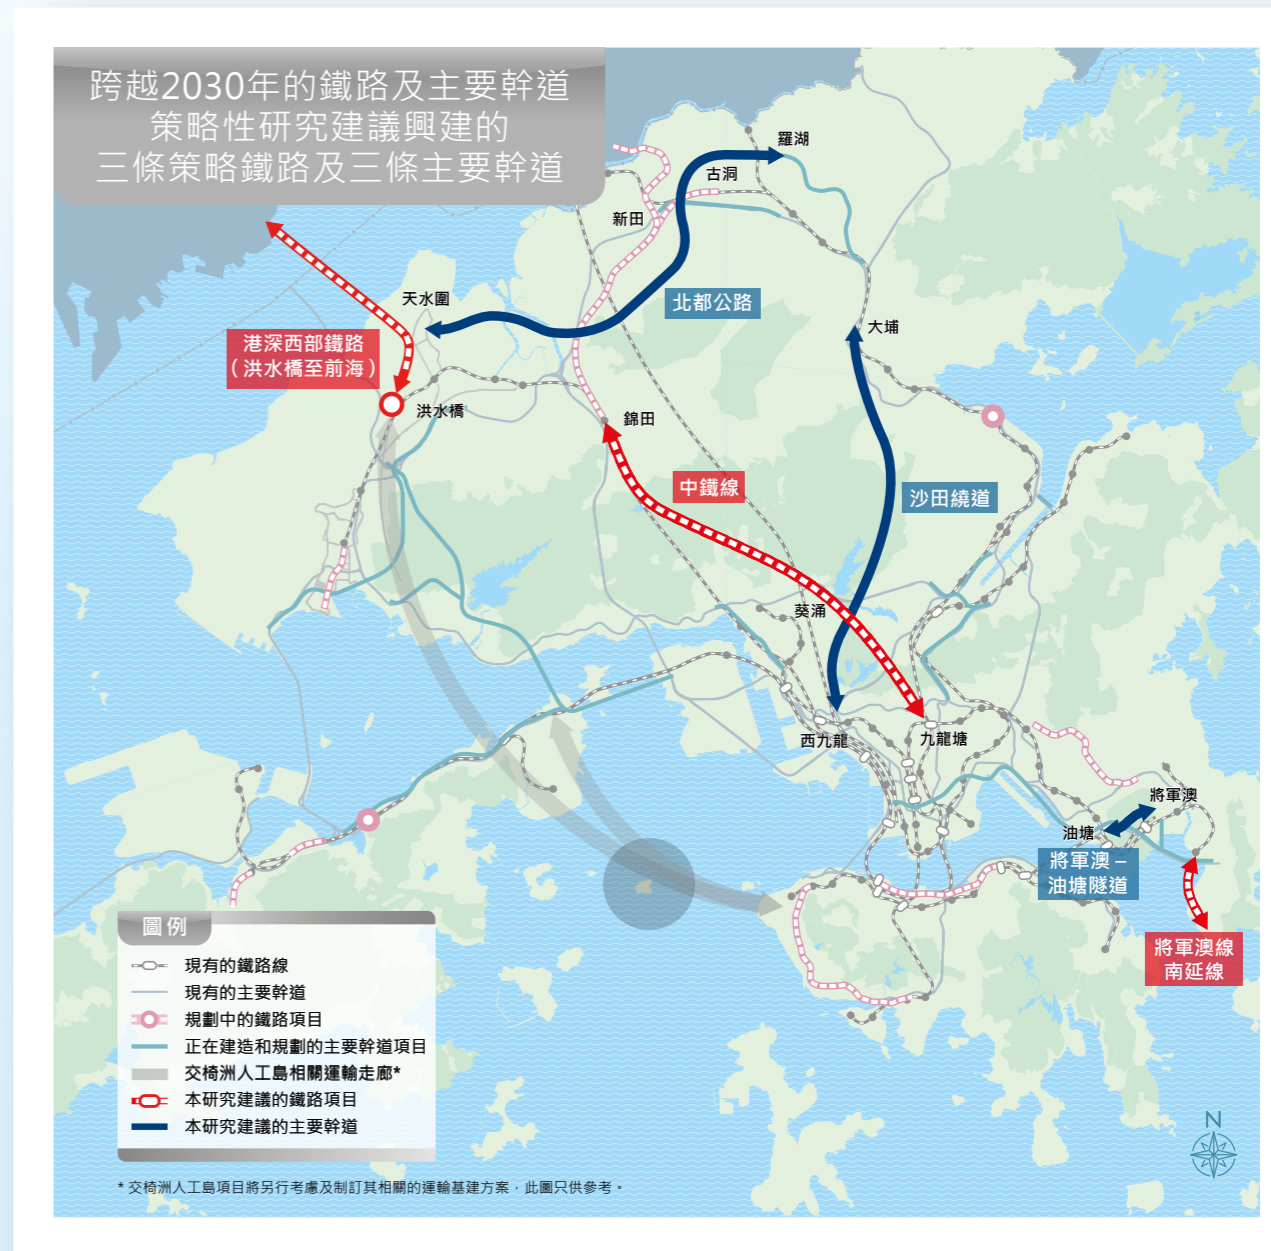 跨越2030年的鐵路及主要幹道
策略性研究建議興建的
三條策略鐵路及三條主要幹道
羅湖
古洞
新田
天水圍
北都公路
大埔
港深西部鐵路
（洪水橋至前海）
洪水橋
錦田
中鐵線
沙田繞道
葵涌
西九龍
九龍塘
將軍澳
油塘
將軍澳–
油塘隧道
將軍澳線
南延線
圖例
現有的鐵路線
現有的主要幹道
規劃中的鐵路項目
正在建造和規劃的主要幹道項目
交椅洲人工島相關運輸走廊*
本研究建議的鐵路項目
本研究建議的主要幹道
N
* 交椅洲人工島項目將另行考慮及制訂其相關的運輸基建方案，此圖只供參考。